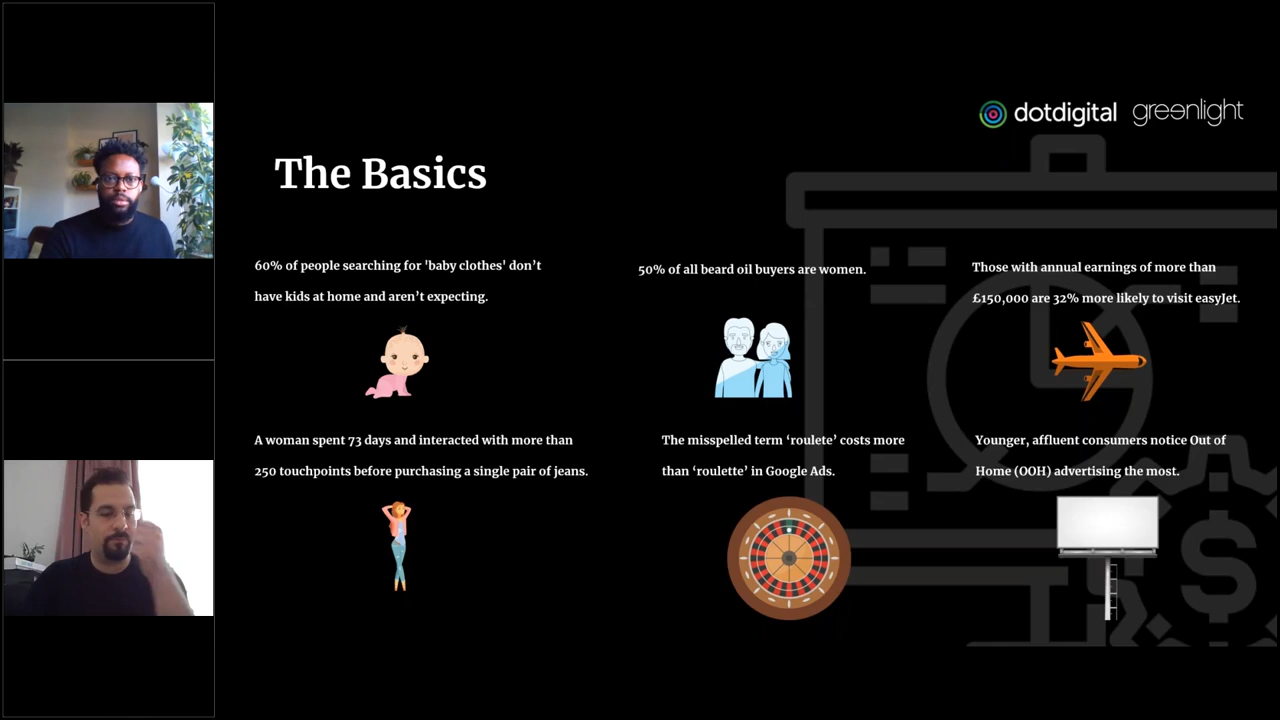 dotdigital greenlight
The Basics
60% of people searching for 'baby clothes' don’t
have kids at home and aren’t expecting.
50% of all beard oil buyers are women.
Those with annual earnings of more than
£150,000 are 32% more likely to visit easyJet.
A woman spent 73 days and interacted with more than
250 touchpoints before purchasing a single pair of jeans.
The misspelled term ‘roulete’ costs more
than ‘roulette’ in Google Ads.
Younger, affluent consumers notice Out of
Home (OOH) advertising the most.
$